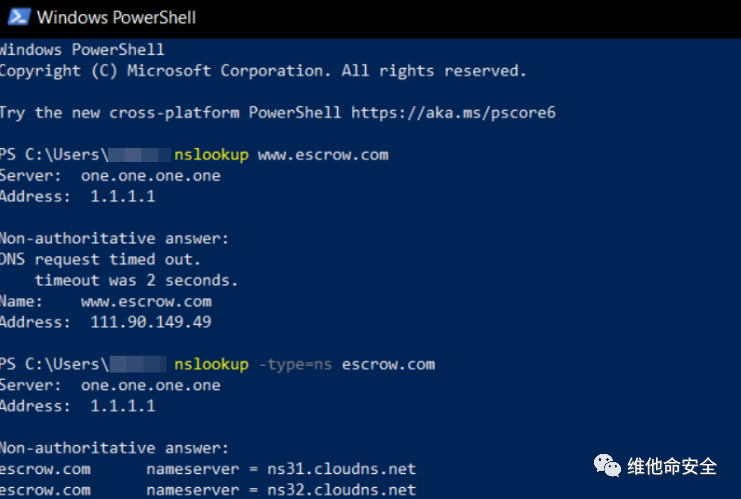 Windows PowerShell
Windows PowerShell
Copyright (C) Microsoft Corporation. All rights reserved.
Try the new cross-platform PowerShell https://aka.ms/pscore6
PS C:\Users\ nslookup www.escrow.com
Server:  one.one.one.one
Address:  1.1.1.1
Non-authoritative answer:
DNS request timed out.
    timeout was 2 seconds.
Name:    www.escrow.com
Address:  111.90.149.49
PS C:\Users\ nslookup -type=ns escrow.com
Server:  one.one.one.one
Address:  1.1.1.1
Non-authoritative answer:
escrow.com      nameserver = ns31.cloudns.net
escrow.com      nameserver = ns32.cloudns.net
维他命安全